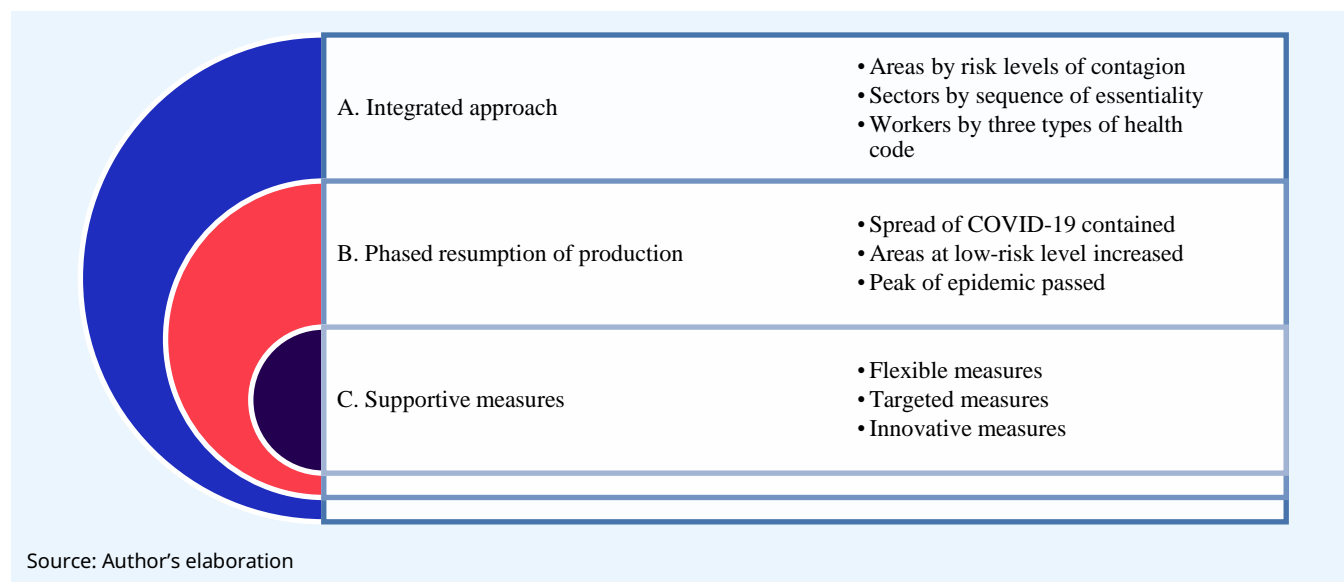 A. Integrated approach
• Areas by risk levels of contagion
• Sectors by sequence of essentiality
• Workers by three types of health
code
B. Phased resumption of production
• Spread of COVID-19 contained
• Areas at low-risk level increased
• Peak of epidemic passed
C. Supportive measures
• Flexible measures
• Targeted measures
• Innovative measures
Source: Author’s elaboration